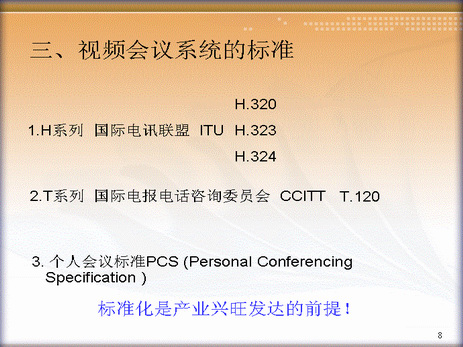 三、视频会议系统的标准
H.320
1.H系列 国际电讯联盟 ITU H.323
H.324
2.T系列 国际电报电话咨询委员会 CCITT T.120
3. 个人会议标准PCS (Personal Conferencing
Specification )
标准化是产业兴旺发达的前提!
8